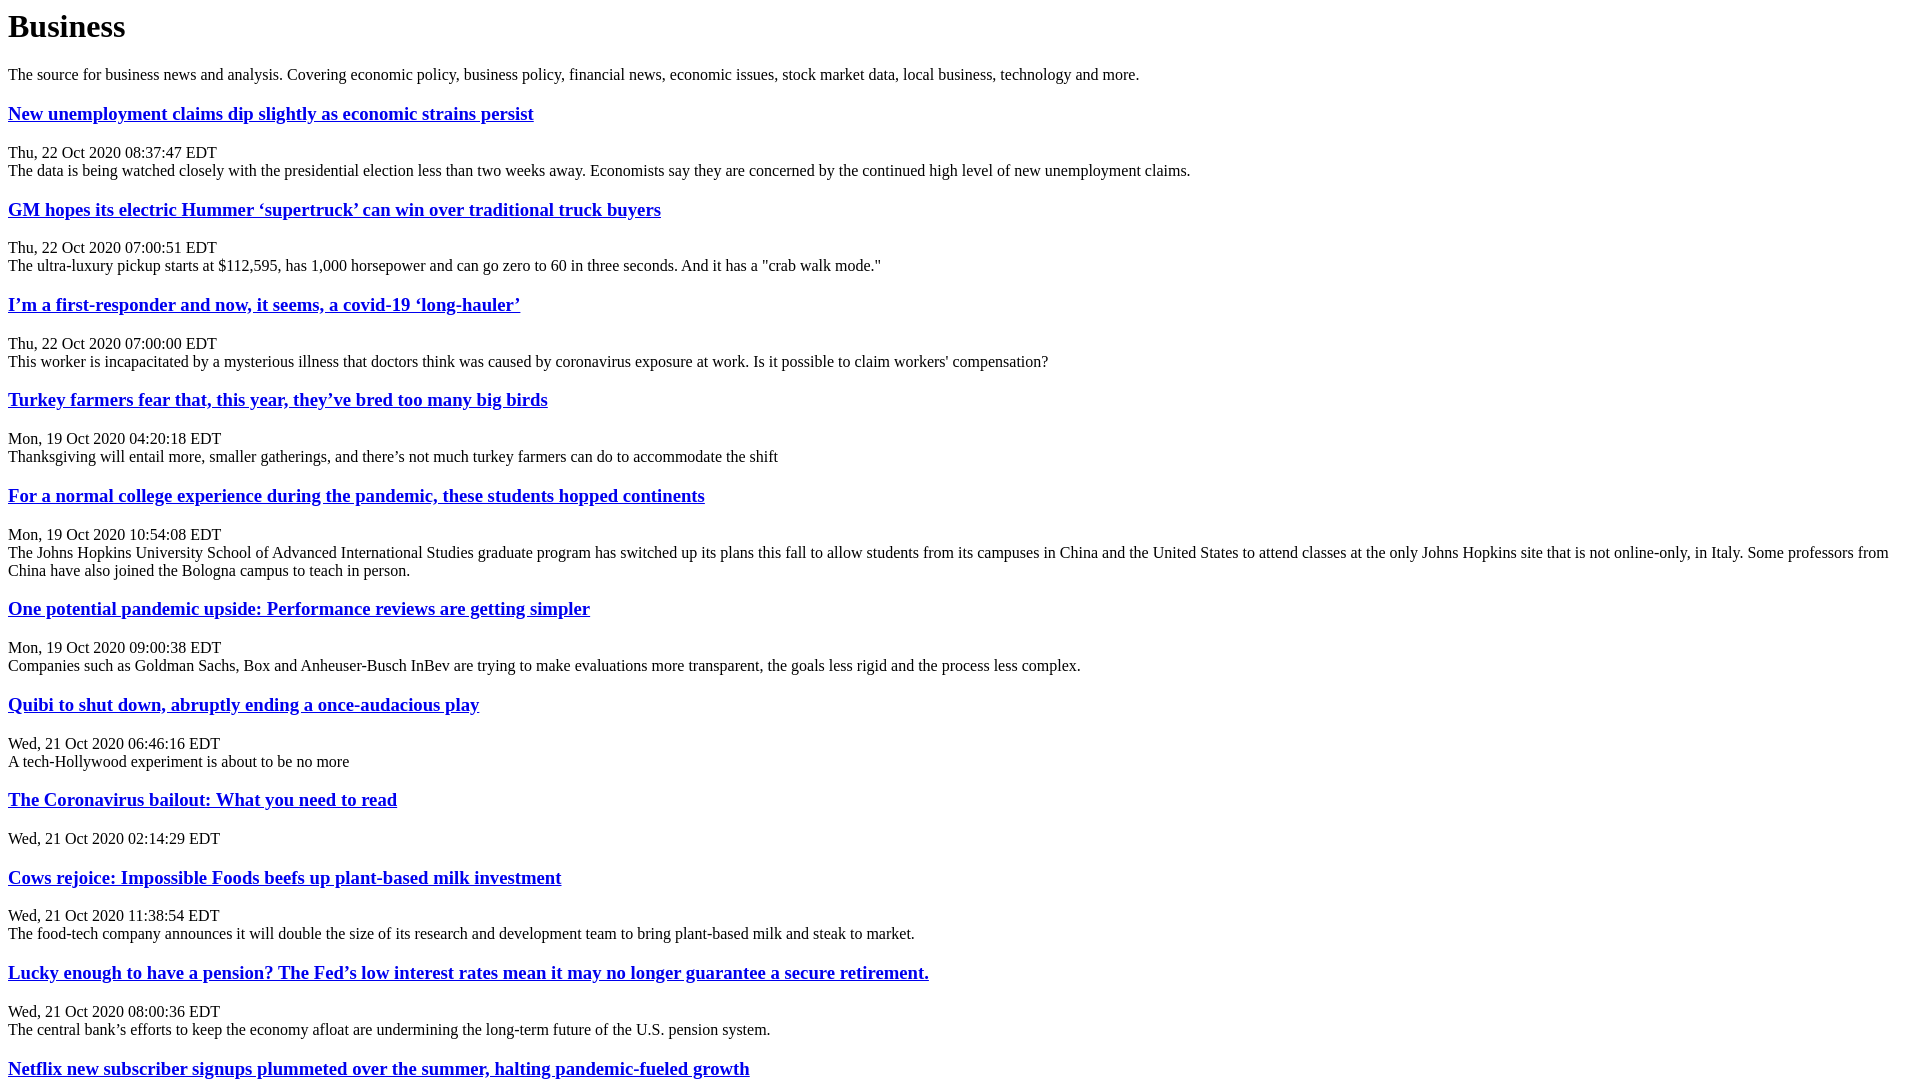 Business
The source for business news and analysis. Covering economic policy, business policy, financial news, economic issues, stock market data, local business, technology and more.
New unemployment claims dip slightly as economic strains persist
Thu, 22 Oct 2020 08:37:47 EDT
The data is being watched closely with the presidential election less than two weeks away. Economists say they are concerned by the continued high level of new unemployment claims.
GM hopes its electric Hummer ‘supertruck’ can win over traditional truck buyers
Thu, 22 Oct 2020 07:00:51 EDT
The ultra-luxury pickup starts at $112,595, has 1,000 horsepower and can go zero to 60 in three seconds. And it has a "crab walk mode."
I’m a first-responder and now, it seems, a covid-19 ‘long-hauler’
Thu, 22 Oct 2020 07:00:00 EDT
This worker is incapacitated by a mysterious illness that doctors think was caused by coronavirus exposure at work. Is it possible to claim workers' compensation?
Turkey farmers fear that, this year, they’ve bred too many big birds
Mon, 19 Oct 2020 04:20:18 EDT
Thanksgiving will entail more, smaller gatherings, and there’s not much turkey farmers can do to accommodate the shift
For a normal college experience during the pandemic, these students hopped continents
Mon, 19 Oct 2020 10:54:08 EDT
The Johns Hopkins University School of Advanced International Studies graduate program has switched up its plans this fall to allow students from its campuses in China and the United States to attend classes at the only Johns Hopkins site that is not online-only, in Italy. Some professors from
China have also joined the Bologna campus to teach in person.
One potential pandemic upside: Performance reviews are getting simpler
Mon, 19 Oct 2020 09:00:38 EDT
Companies such as Goldman Sachs, Box and Anheuser-Busch InBev are trying to make evaluations more transparent, the goals less rigid and the process less complex.
Quibi to shut down, abruptly ending a once-audacious play
Wed, 21 Oct 2020 06:46:16 EDT
A tech-Hollywood experiment is about to be no more
The Coronavirus bailout: What you need to read
Wed, 21 Oct 2020 02:14:29 EDT
Cows rejoice: Impossible Foods beefs up plant-based milk investment
Wed, 21 Oct 2020 11:38:54 EDT
The food-tech company announces it will double the size of its research and development team to bring plant-based milk and steak to market.
Lucky enough to have a pension? The Fed’s low interest rates mean it may no longer guarantee a secure retirement.
Wed, 21 Oct 2020 08:00:36 EDT
The central bank’s efforts to keep the economy afloat are undermining the long-term future of the U.S. pension system.
Netflix new subscriber signups plummeted over the summer, halting pandemic-fueled growth